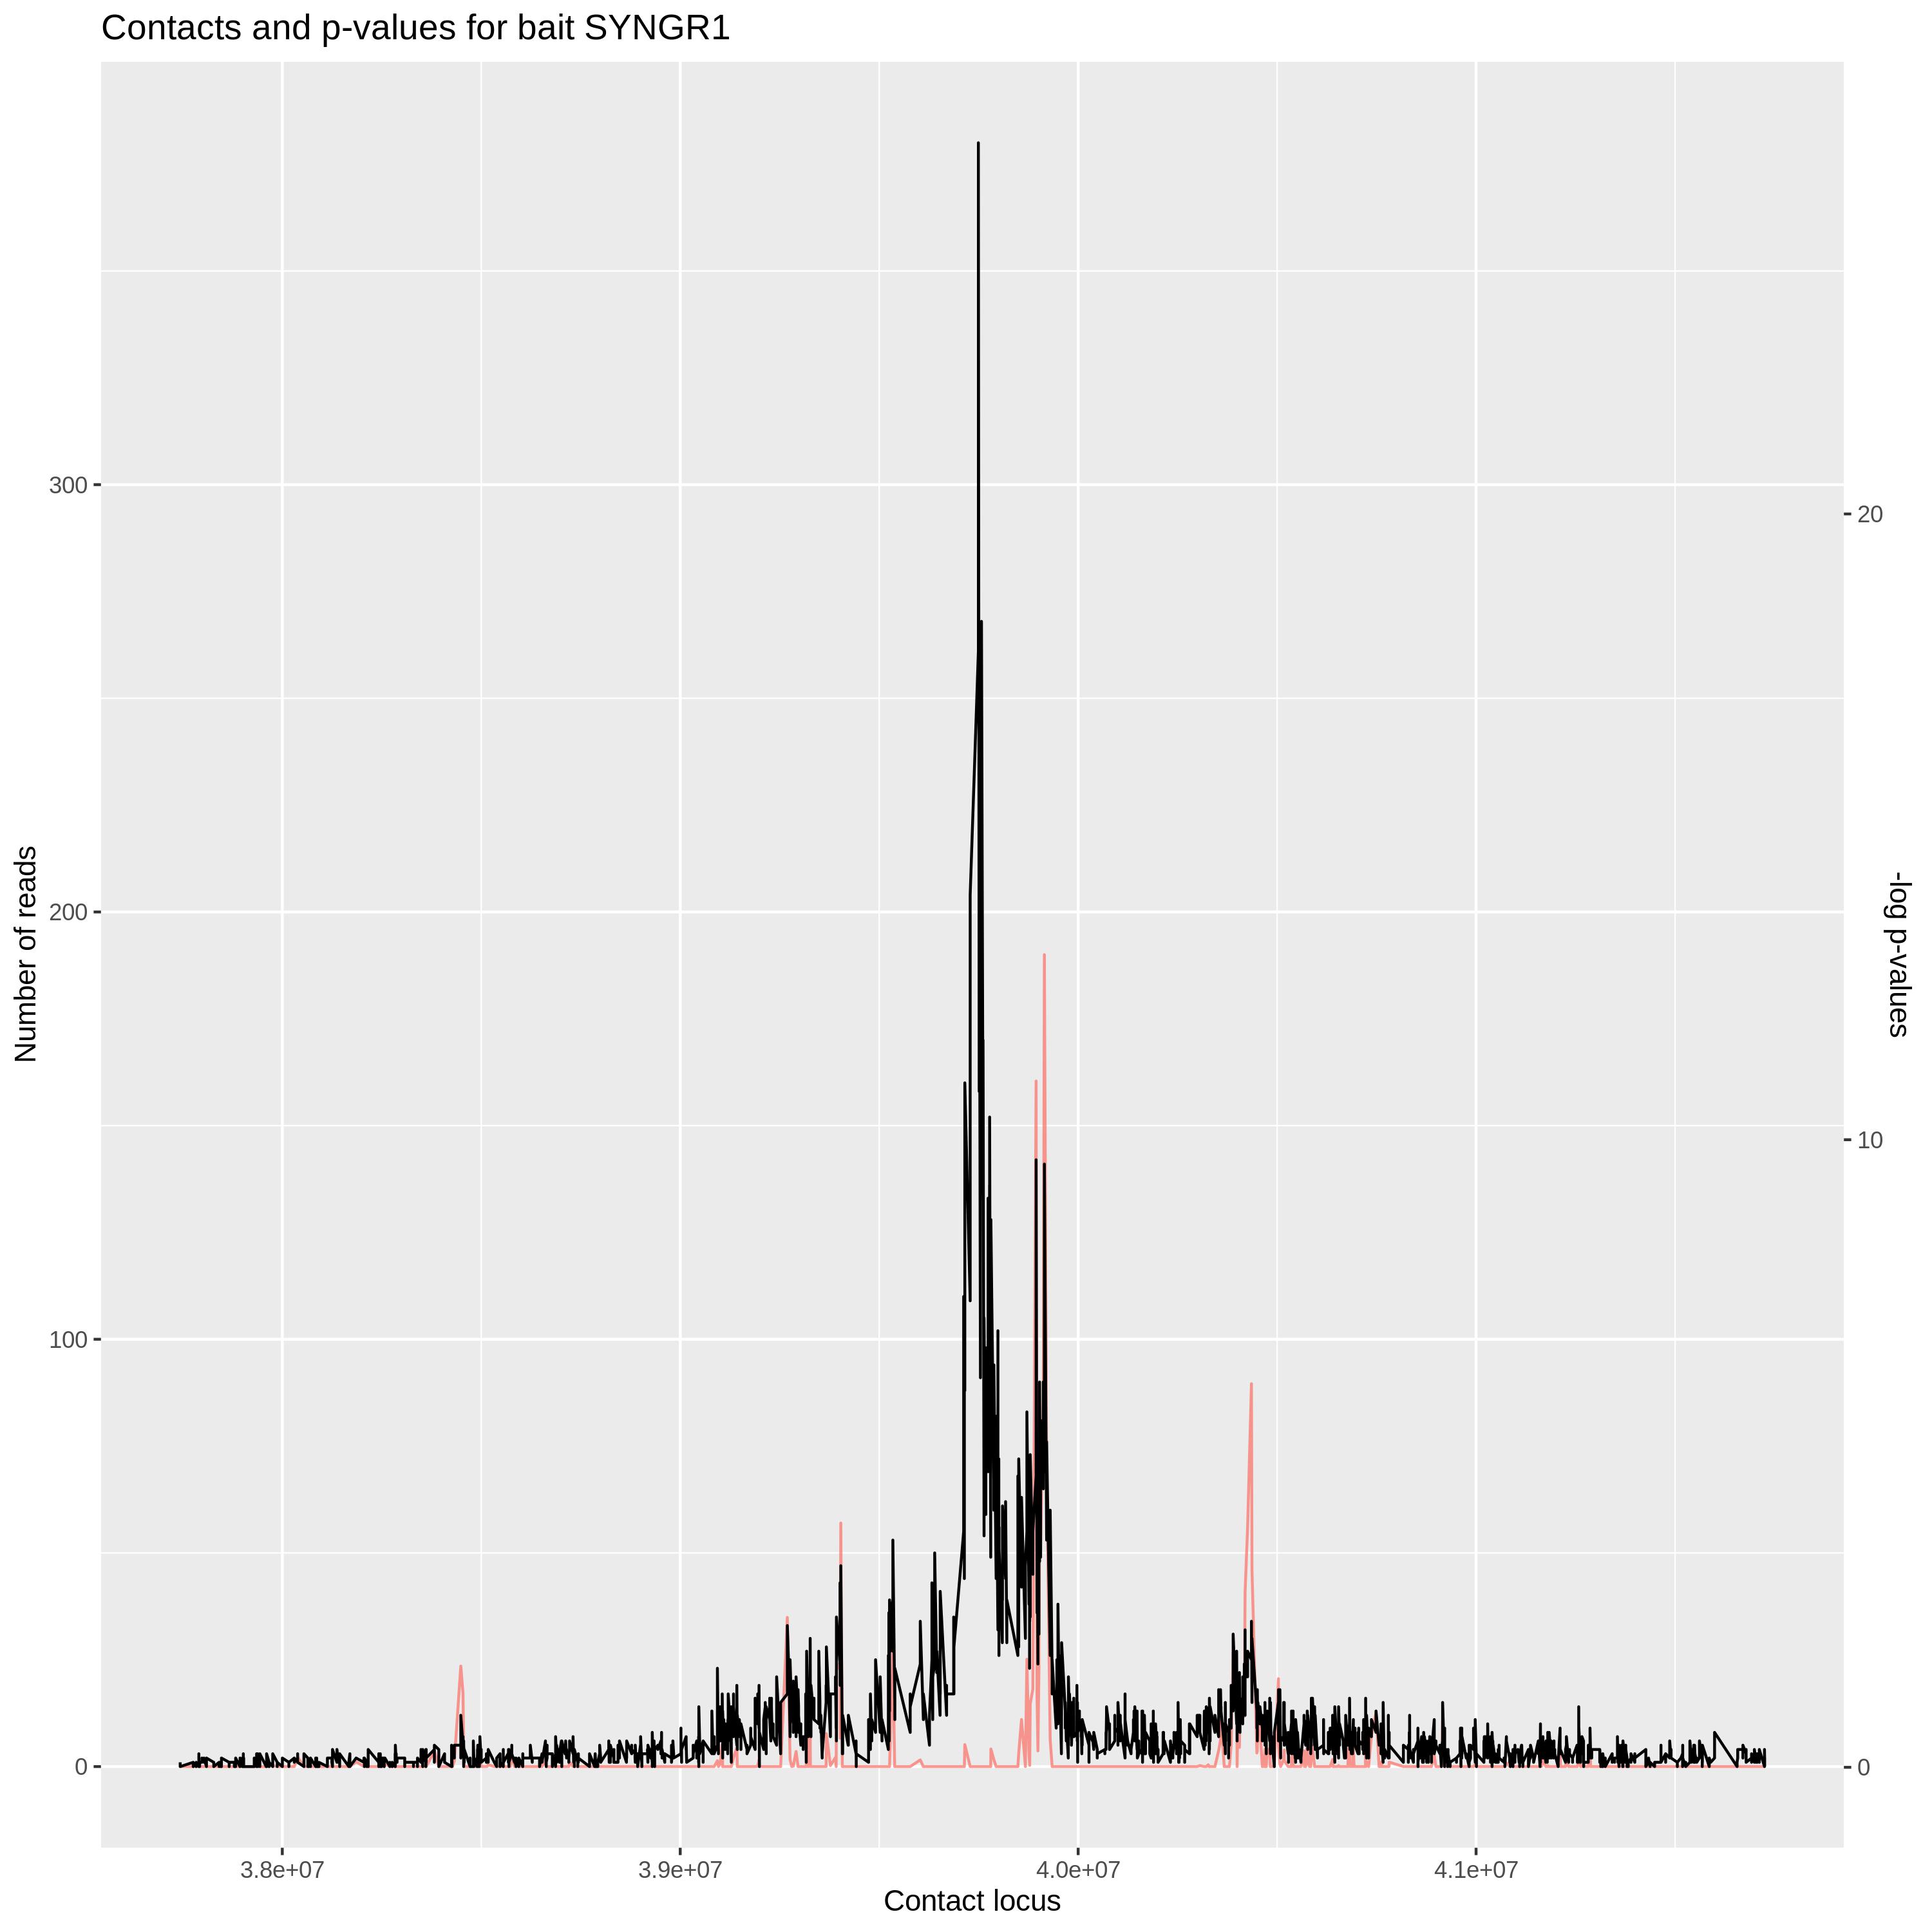 Contacts and p-values for bait SYNGR1
Number of reads
300
200
100
0
20
10
0
-log p-values
3.8e+07
3.9e+07
4.0e+07
4.1e+07
Contact locus